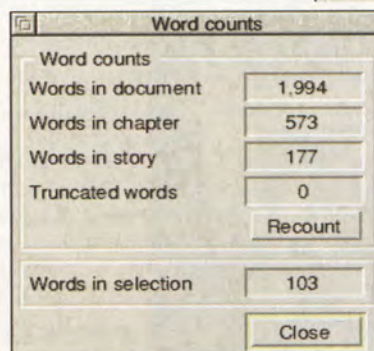 Word counts
Word counts
Words in document 1,994
Words in chapter 573
Words in story 177
Truncated words 0
Recount
Words in selection 103
Close